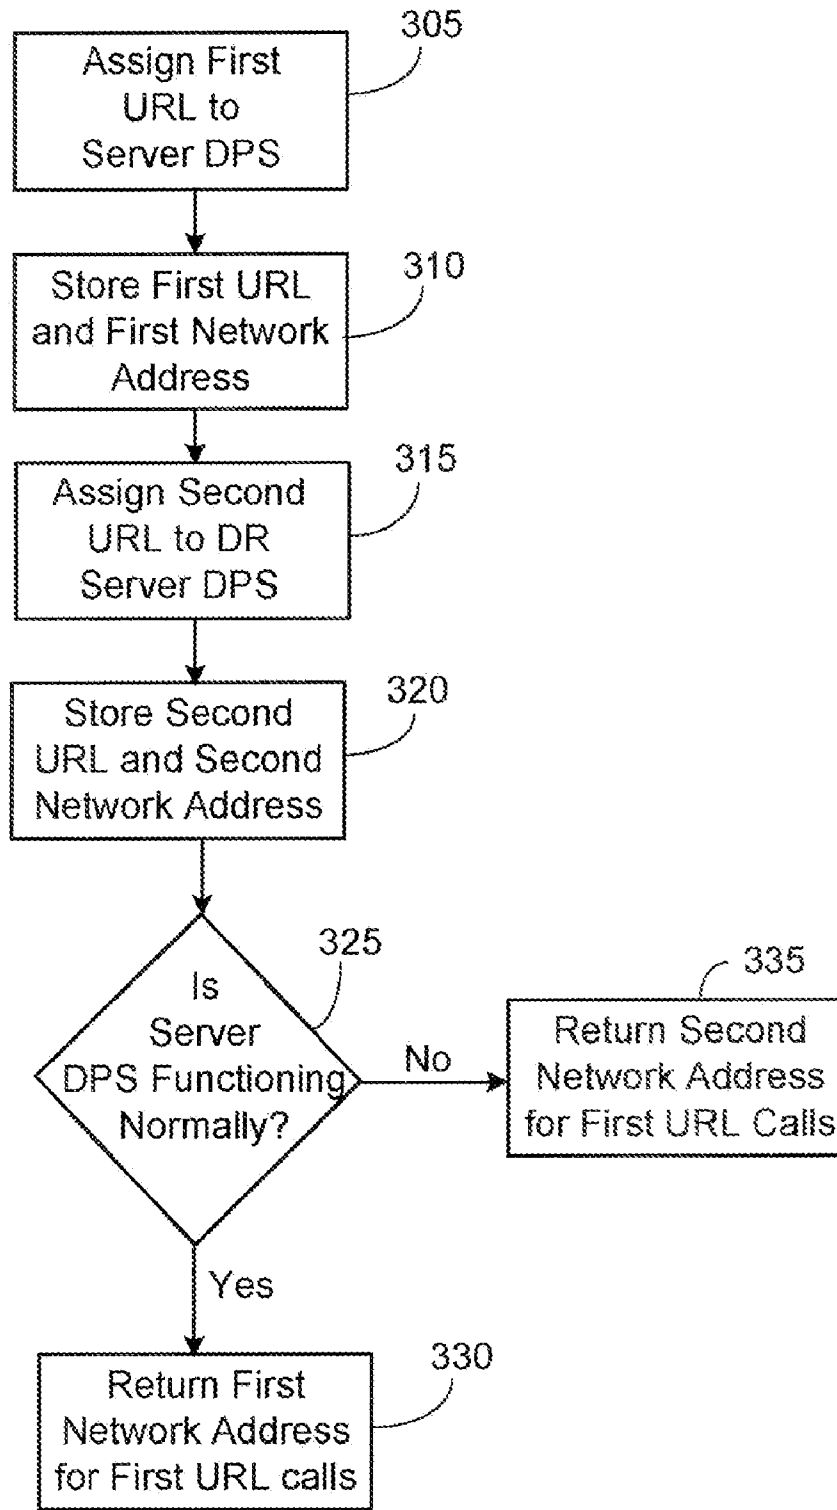 305
Assign First
URL to
Server DPS
310
Store First URL
and First Network
Address
315
Assign Second
URL to DR
Server DPS
320
Store Second
URL and Second
Network Address
325
Is
Server
DPS Functioning
Normally?
No
335
Return Second
Network Address
for First URL Calls
Yes
330
Return First
Network Address
for First URL calls